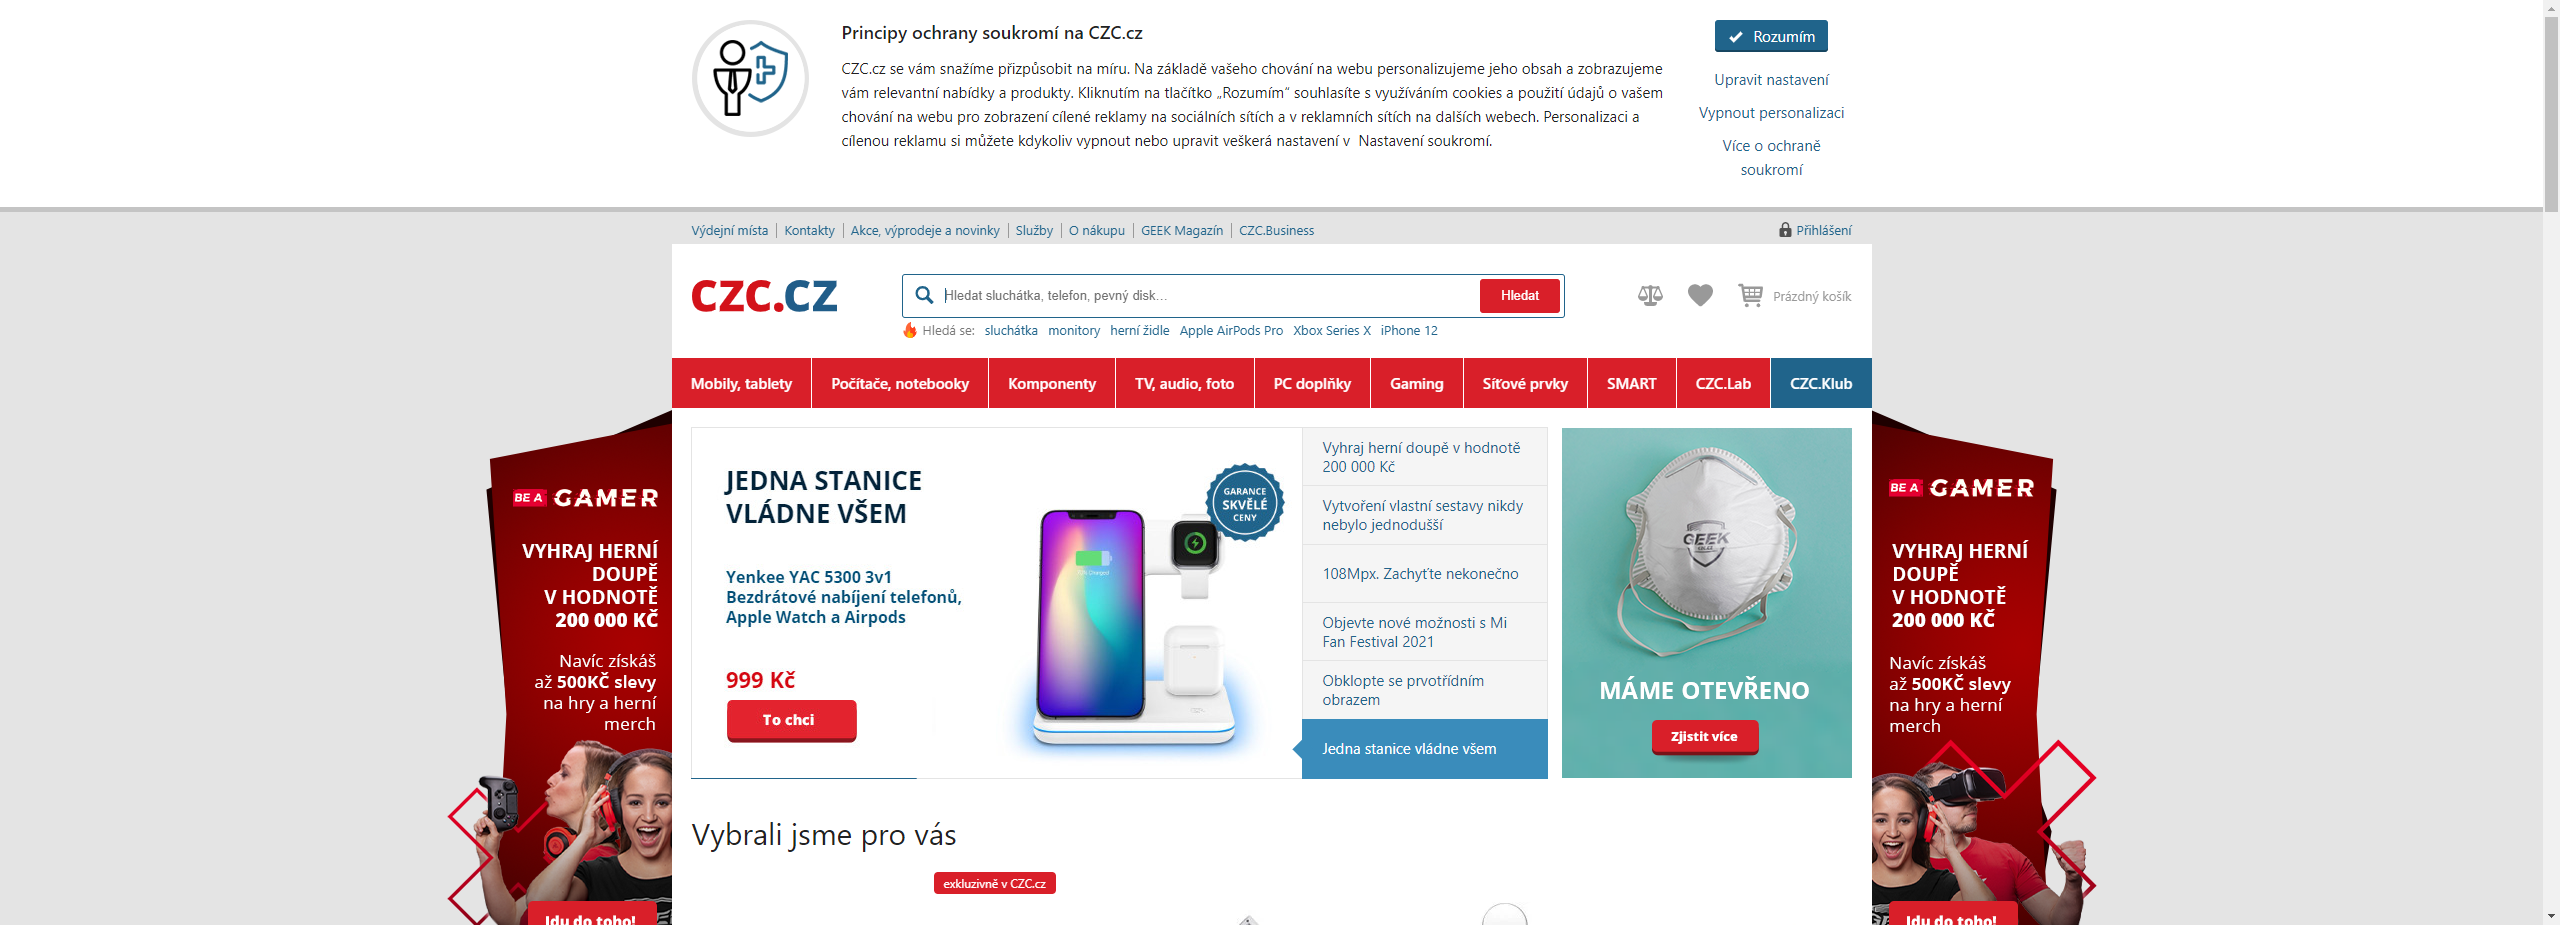 Principy ochrany soukromí na CZC.cz
CZC.cz se vám snažíme přizpůsobit na míru. Na základě vašeho chování na webu personalizujeme jeho obsah a zobrazujeme
vám relevantní nabídky a produkty. Kliknutím na tlačítko „Rozumím“ souhlasíte s využíváním cookies a použití údajů o vašem
chování na webu pro zobrazení cílené reklamy na sociálních sítích a v reklamních sítích na dalších webech. Personalizaci a
cílenou reklamu si můžete kdykoliv vypnout nebo upravit veškerá nastavení v Nastavení soukromí.
Rozumím
Upravit nastavení
Vypnout personalizaci
Více o ochraně
soukromí
Výdejní místa
Kontakty
Akce, výprodeje a novinky
Služby
O nákupu
GEEK Magazín
CZC.Business
Přihlášení
CZC.CZ
Hledat sluchátka, telefon, pevný disk...
Hledat
Prázdný košík
Hledá se: sluchátka monitory herní židle Apple AirPods Pro Xbox Series X iPhone 12
Mobily, tablety
Počítače, notebooky
Komponenty
TV, audio, foto
PC doplňky
Gaming
Síťové prvky
SMART
CZC.Lab
CZC.Klub
BE A GAMER
VYHRAJ HERNÍ
DOUPĚ
V HODNOTĚ
200 000 KČ
Navíc získáš
až 500KČ slevy
na hry a herní
merch
Jdu do toho!
JEDNA STANICE
VLÁDNE VŠEM
Yenkee YAC 5300 3v1
Bezdrátové nabíjení telefonů,
Apple Watch a Airpods
999 Kč
To chci
GARANCE
SKVĚLÉ
CENY
Vyhraj herní doupě v hodnotě
200 000 Kč
Vytvoření vlastní sestavy nikdy
nebylo jednodušší
108Mpx. Zachyťte nekonečno
Objevte nové možnosti s Mi
Fan Festival 2021
Obklopte se prvotřídním
obrazem
Jedna stanice vládne všem
GEEK
MÁME OTEVŘENO
Zjistit více
BE A GAMER
VYHRAJ HERNÍ
DOUPĚ
V HODNOTĚ
200 000 KČ
Navíc získáš
až 500KČ slevy
na hry a herní
merch
Jdu do toho!
Vybrali jsme pro vás
exkluzivně v CZC.cz